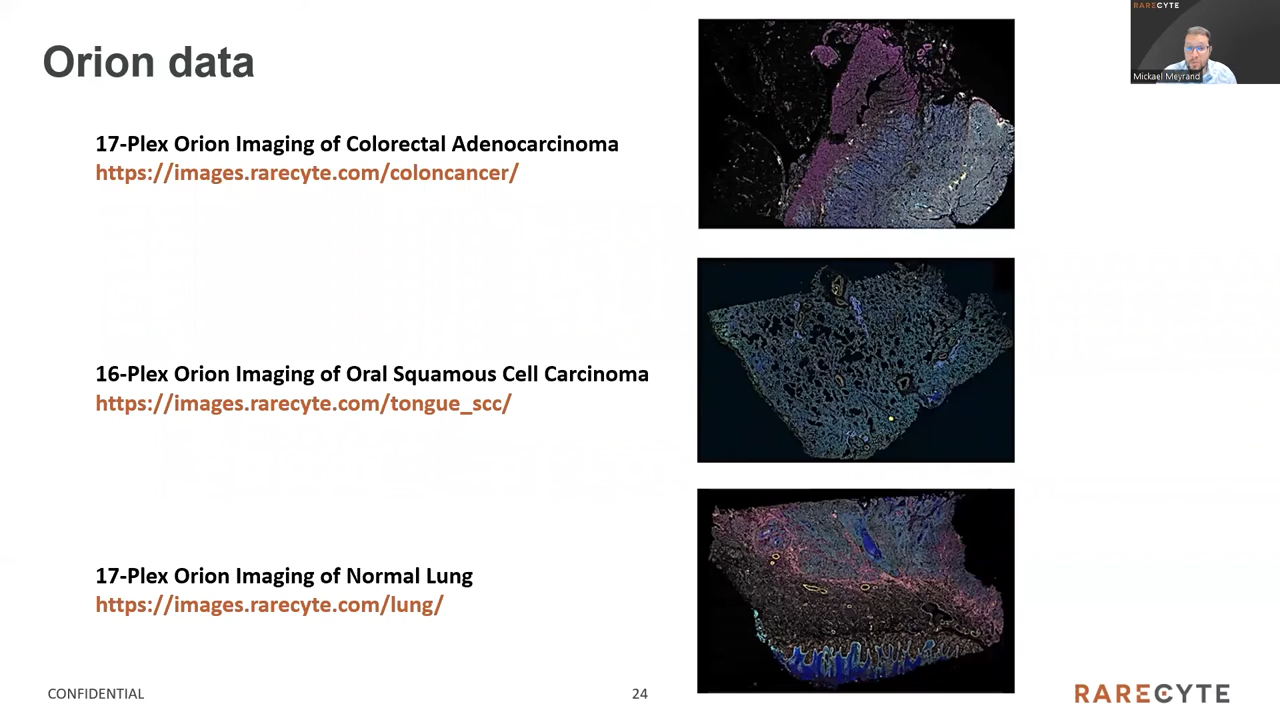 Orion data
17-Plex Orion Imaging of Colorectal Adenocarcinoma
https://images.rarecyte.com/coloncancer/
16-Plex Orion Imaging of Oral Squamous Cell Carcinoma
https://images.rarecyte.com/tongue_scc/
17-Plex Orion Imaging of Normal Lung
https://images.rarecyte.com/lung/
CONFIDENTIAL
24
RARECYTE
RARECYTE
Mickael Meyrand